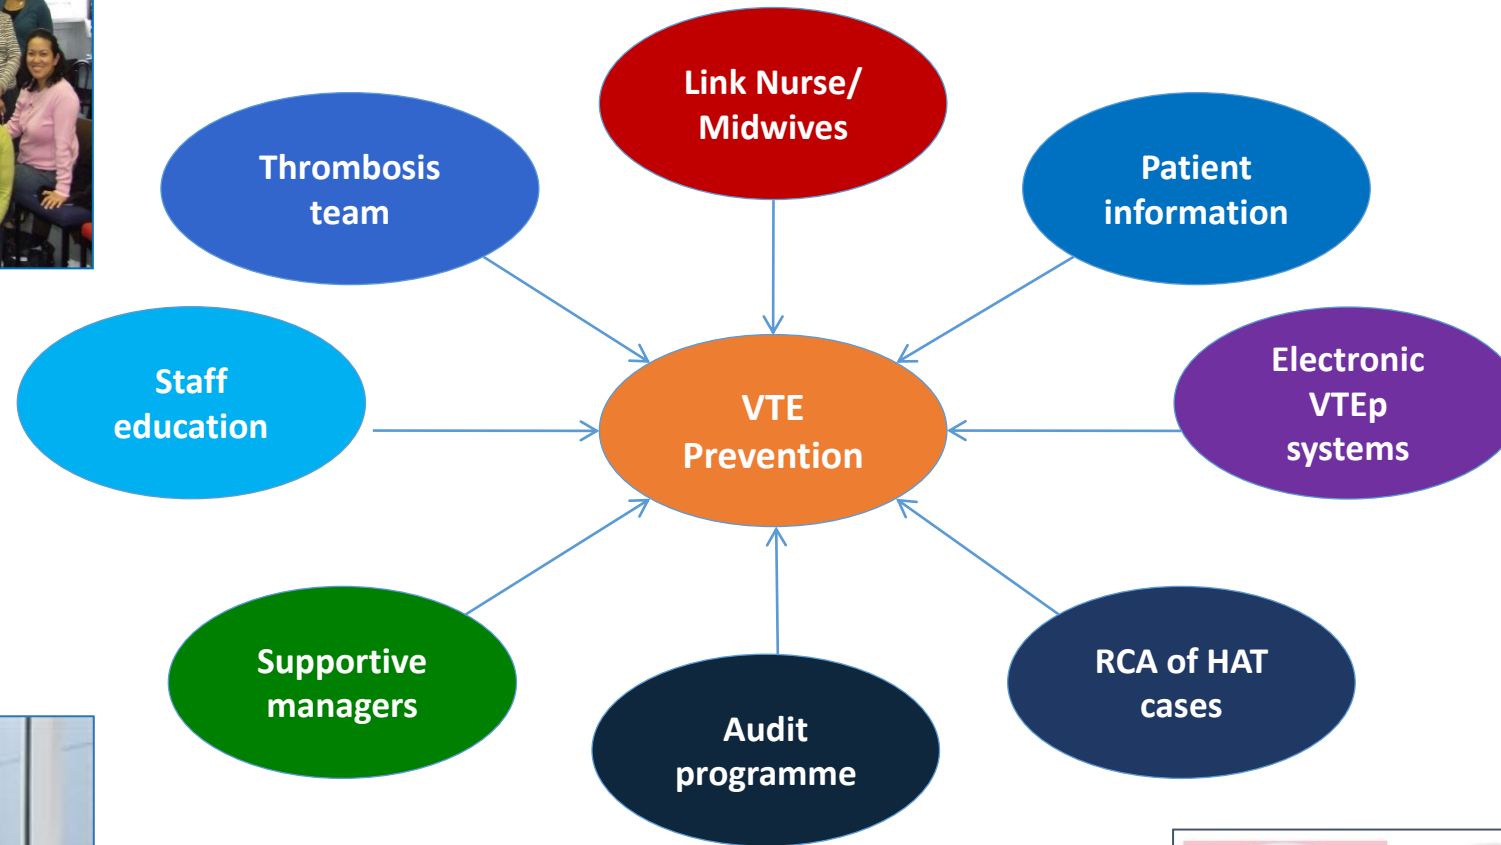 Link Nurse/
Midwives
Thrombosis
team
Patient
information
Staff
education
VTE
Prevention
Electronic
VTEp
systems
Supportive
managers
Audit
programme
RCA of HAT
cases